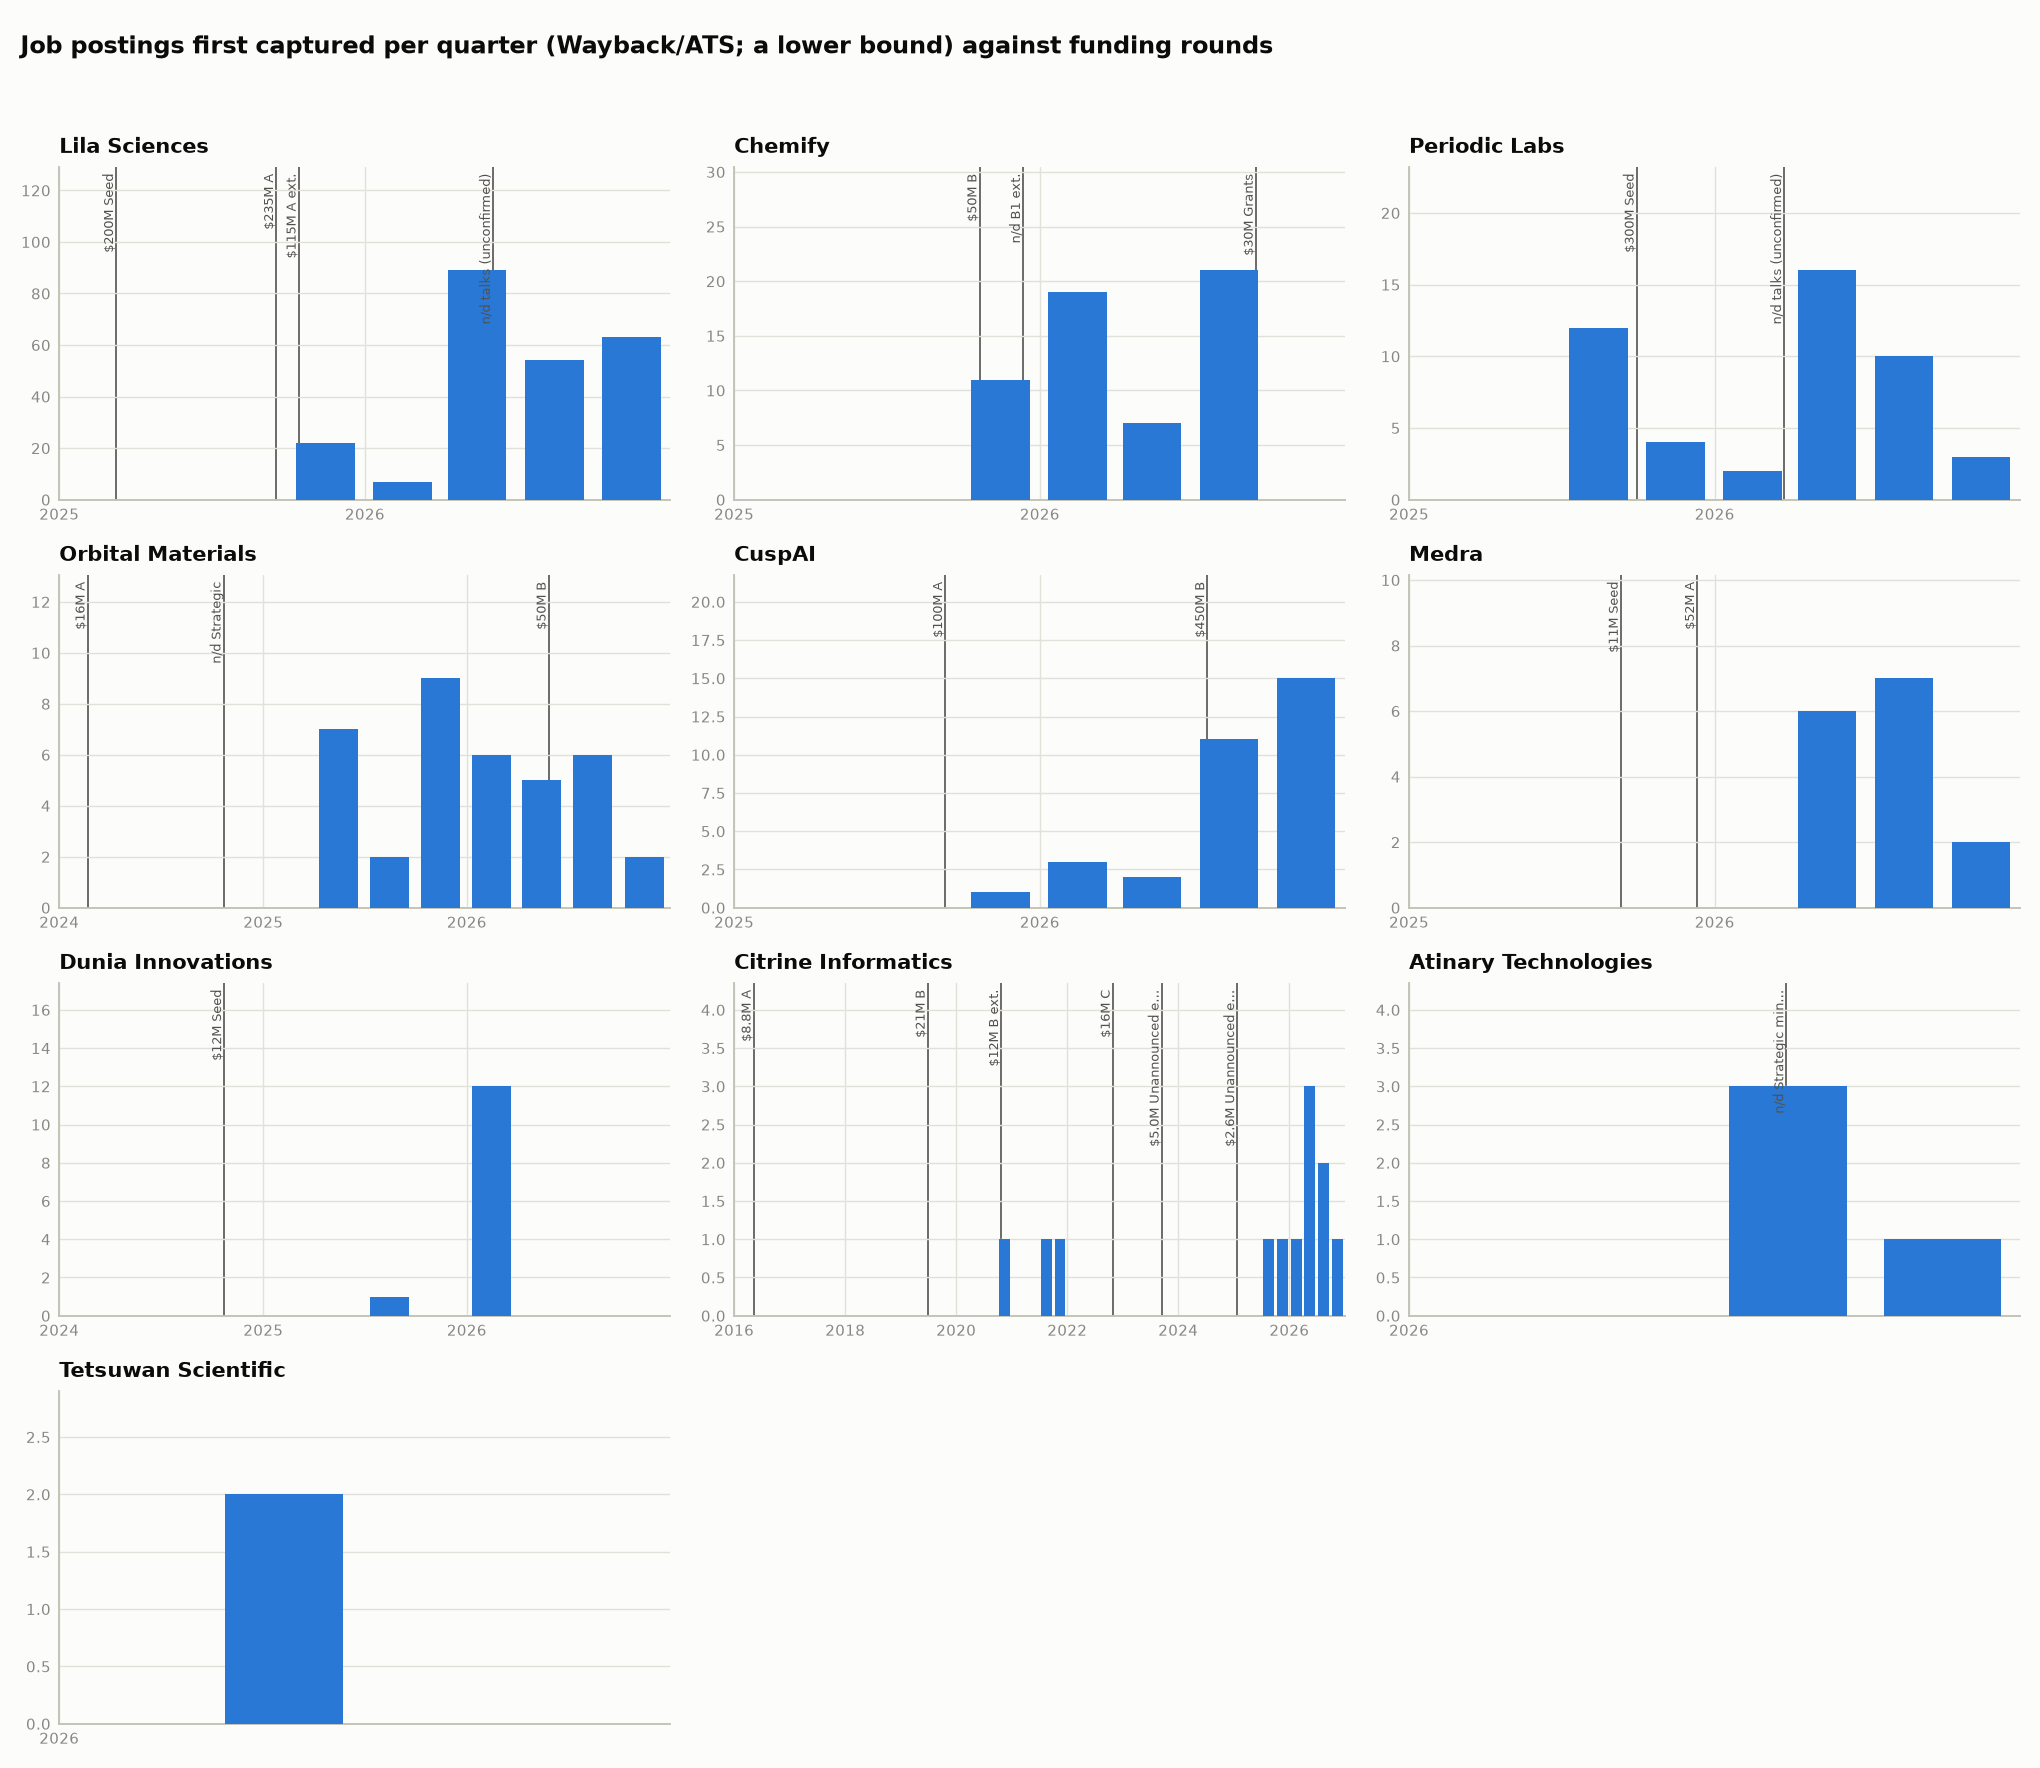 Job postings first captured per quarter (Wayback/ATS; a lower bound) against funding rounds
Lila Sciences
120
100
80
60
40
20
0
2025
2026
$200M Seed
$235M A
$115M A ext.
n/d talks (unconfirmed)
Chemify
30
25
20
15
10
5
0
2025
2026
$50M B
n/d B1 ext.
$30M Grants
Periodic Labs
20
15
10
5
0
2025
2026
$300M Seed
n/d talks (unconfirmed)
Orbital Materials
12
10
8
6
4
2
0
2024
2025
2026
$16M A
n/d Strategic
$50M B
CuspAI
20.0
17.5
15.0
12.5
10.0
7.5
5.0
2.5
0.0
2025
2026
$100M A
$450M B
Medra
10
8
6
4
2
0
2025
2026
$11M Seed
$52M A
Dunia Innovations
16
14
12
10
8
6
4
2
0
2024
2025
2026
$12M Seed
Citrine Informatics
4.0
3.5
3.0
2.5
2.0
1.5
1.0
0.5
0.0
2016
2018
2020
2022
2024
2026
$8.8M A
$21M B
$12M B ext.
$16M C
$5.0M Unannounced e...
$2.6M Unannounced e...
Atinary Technologies
4.0
3.5
3.0
2.5
2.0
1.5
1.0
0.5
0.0
2026
n/d Strategic min...
Tetsuwan Scientific
2.5
2.0
1.5
1.0
0.5
0.0
2026